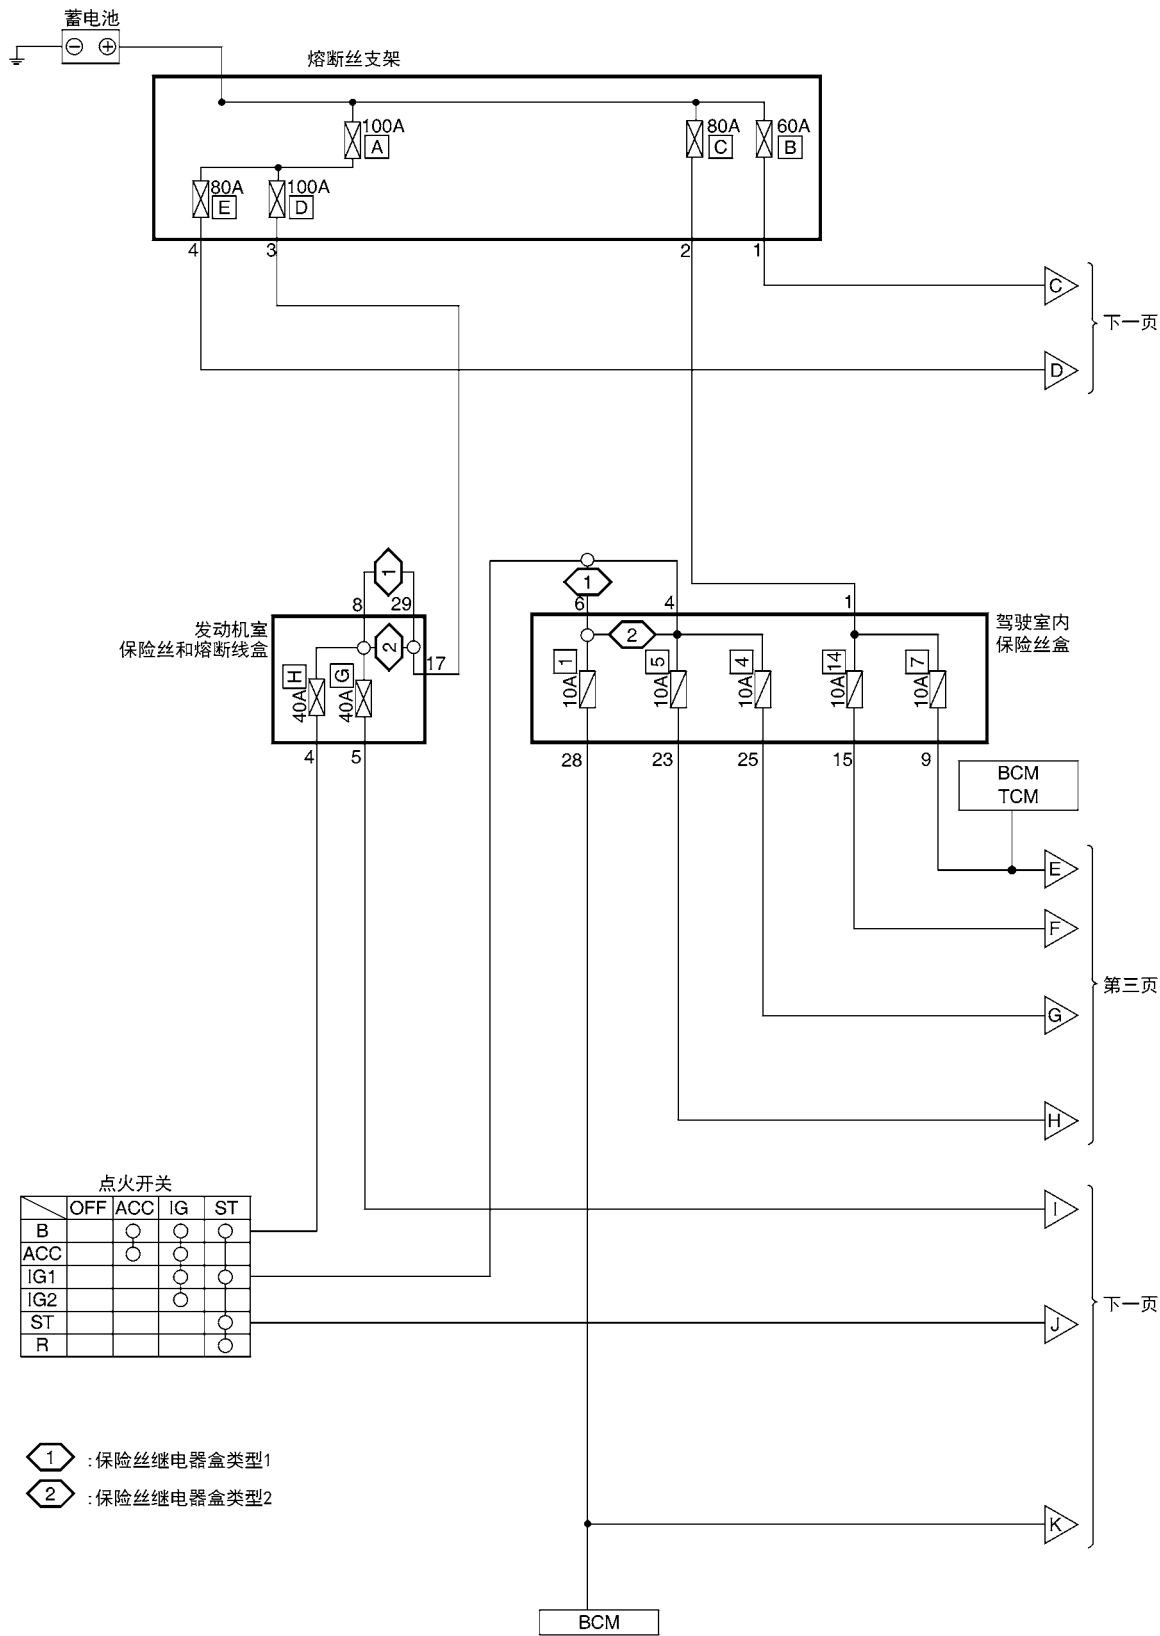 蓄电池
⊖ ⊕
熔断丝支架
100A
A
80A
C
60A
B
80A
E
100A
D
4 3 2 1
C
下一页
D
1
1
8 29
6 4 1
发动机室
保险丝和熔断线盒
驾驶室内
保险丝盒
2
17
2
H
40A
G
40A
1
10A
5
10A
4
10A
14
10A
7
10A
4 5
28 23 25 15 9
BCM
TCM
E
F
第三页
G
H
点火开关
OFF ACC IG ST
B
ACC
IG1
IG2
ST
R
I
下一页
J
1 :保险丝继电器盒类型1
2 :保险丝继电器盒类型2
K
BCM